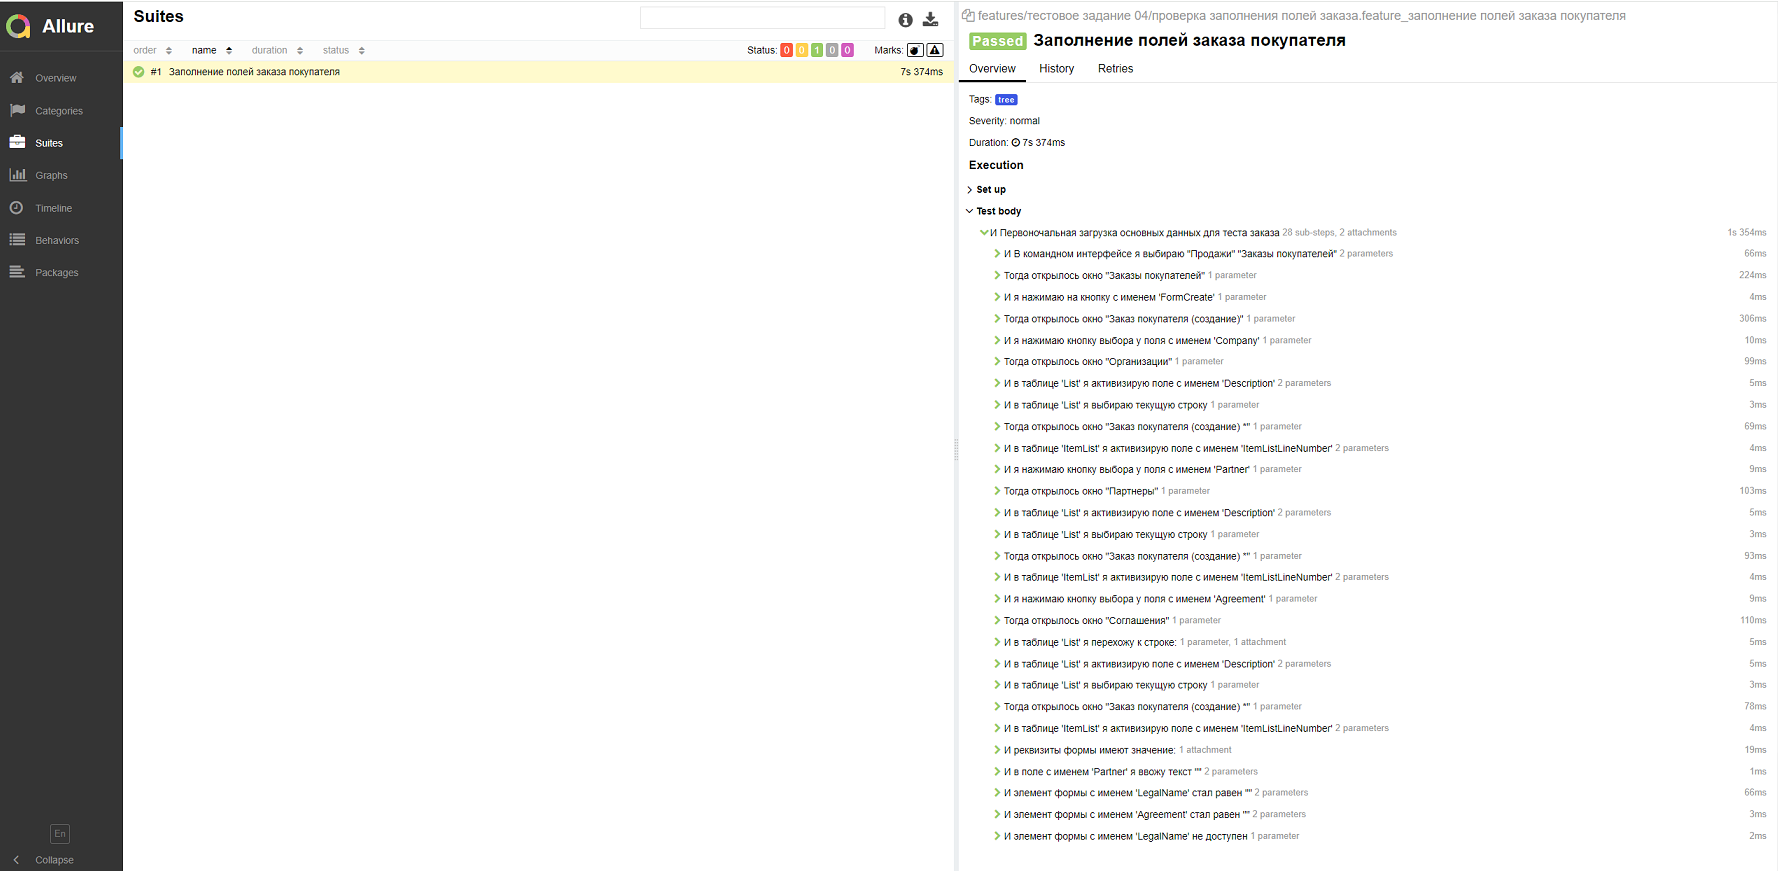 Allure
Overview
Categories
Suites
Graphs
Timeline
Behaviors
Packages
En
Collapse
Suites
order name duration status Status: 0 0 1 0 0 Marks:
#1 Заполнение полей заказа покупателя 7s 374ms
features/тестовое задание 04/проверка заполнения полей заказа.feature_заполнение полей заказа покупателя
Passed Заполнение полей заказа покупателя
Overview History Retries
Tags: tree
Severity: normal
Duration: 7s 374ms
Execution
Set up
Test body
И Первоночальная загрузка основных данных для теста заказа 28 sub-steps, 2 attachments 1s 354ms
И В командном интерфейсе я выбираю "Продажи" "Заказы покупателей" 2 parameters 66ms
Тогда открылось окно "Заказы покупателей" 1 parameter 224ms
И я нажимаю на кнопку с именем 'FormCreate' 1 parameter 4ms
Тогда открылось окно "Заказ покупателя (создание)" 1 parameter 306ms
И я нажимаю кнопку выбора у поля с именем 'Company' 1 parameter 10ms
Тогда открылось окно "Организации" 1 parameter 99ms
И в таблице 'List' я активизирую поле с именем 'Description' 2 parameters 5ms
И в таблице 'List' я выбираю текущую строку 1 parameter 3ms
Тогда открылось окно "Заказ покупателя (создание) *" 1 parameter 69ms
И в таблице 'ItemList' я активизирую поле с именем 'ItemListLineNumber' 2 parameters 4ms
И я нажимаю кнопку выбора у поля с именем 'Partner' 1 parameter 9ms
Тогда открылось окно "Партнеры" 1 parameter 103ms
И в таблице 'List' я активизирую поле с именем 'Description' 2 parameters 5ms
И в таблице 'List' я выбираю текущую строку 1 parameter 3ms
Тогда открылось окно "Заказ покупателя (создание) *" 1 parameter 93ms
И в таблице 'ItemList' я активизирую поле с именем 'ItemListLineNumber' 2 parameters 4ms
И я нажимаю кнопку выбора у поля с именем 'Agreement' 1 parameter 9ms
Тогда открылось окно "Соглашения" 1 parameter 110ms
И в таблице 'List' я перехожу к строке: 1 parameter, 1 attachment 5ms
И в таблице 'List' я активизирую поле с именем 'Description' 2 parameters 5ms
И в таблице 'List' я выбираю текущую строку 1 parameter 3ms
Тогда открылось окно "Заказ покупателя (создание) *" 1 parameter 78ms
И в таблице 'ItemList' я активизирую поле с именем 'ItemListLineNumber' 2 parameters 4ms
И реквизиты формы имеют значение: 1 attachment 19ms
И в поле с именем 'Partner' я ввожу текст "" 2 parameters 1ms
И элемент формы с именем 'LegalName' стал равен "" 2 parameters 66ms
И элемент формы с именем 'Agreement' стал равен "" 2 parameters 3ms
И элемент формы с именем 'LegalName' не доступен 1 parameter 2ms